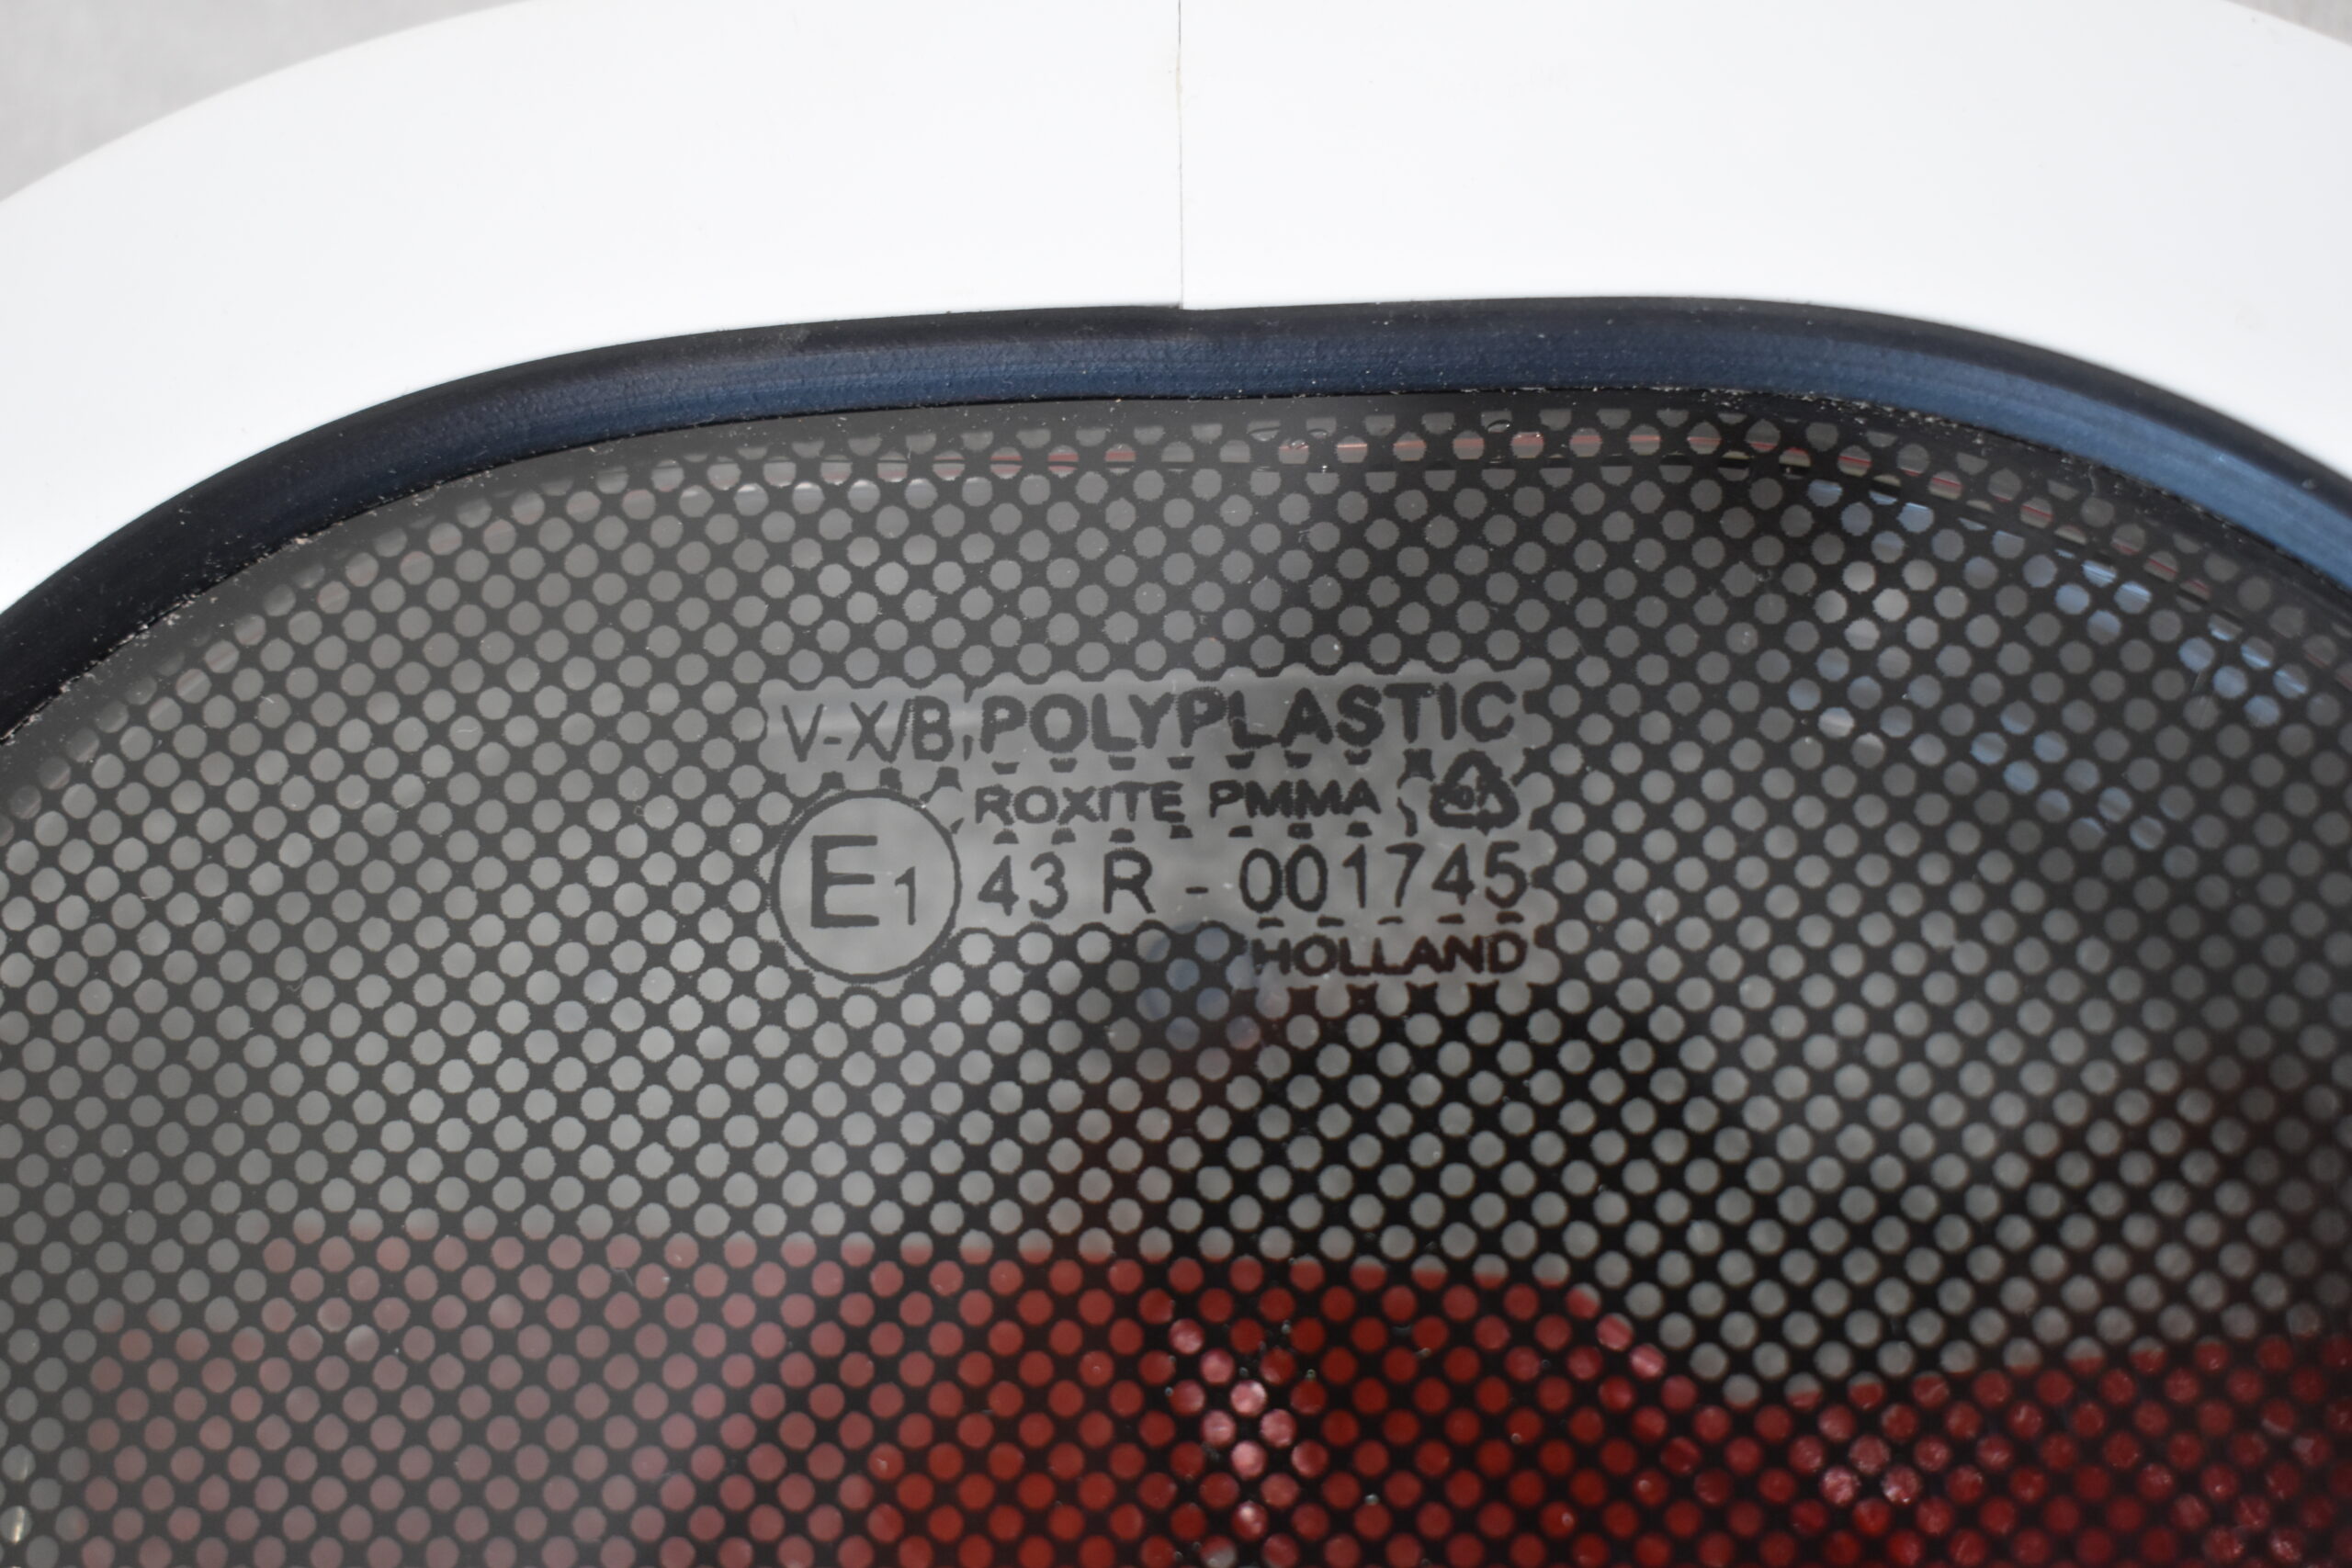 V-X/B, POLYPLASTIC
ROXITE PMMA
E1 43 R - 001745
HOLLAND